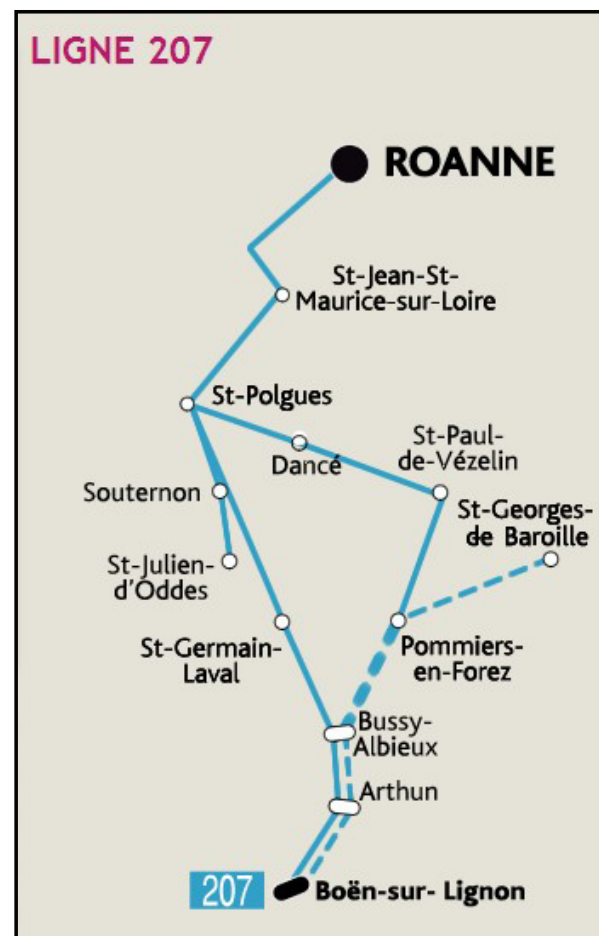 LIGNE 207
ROANNE
St-Jean-St-
Maurice-sur-Loire
St-Polgues
Dancé
St-Paul-
de-Vézelin
Souternon
St-Georges-
de Baroille
St-Julien-
d'Oddes
St-Germain-
Laval
Pommiers-
en-Forez
Bussy-
Albieux
Arthun
207
Boën-sur- Lignon